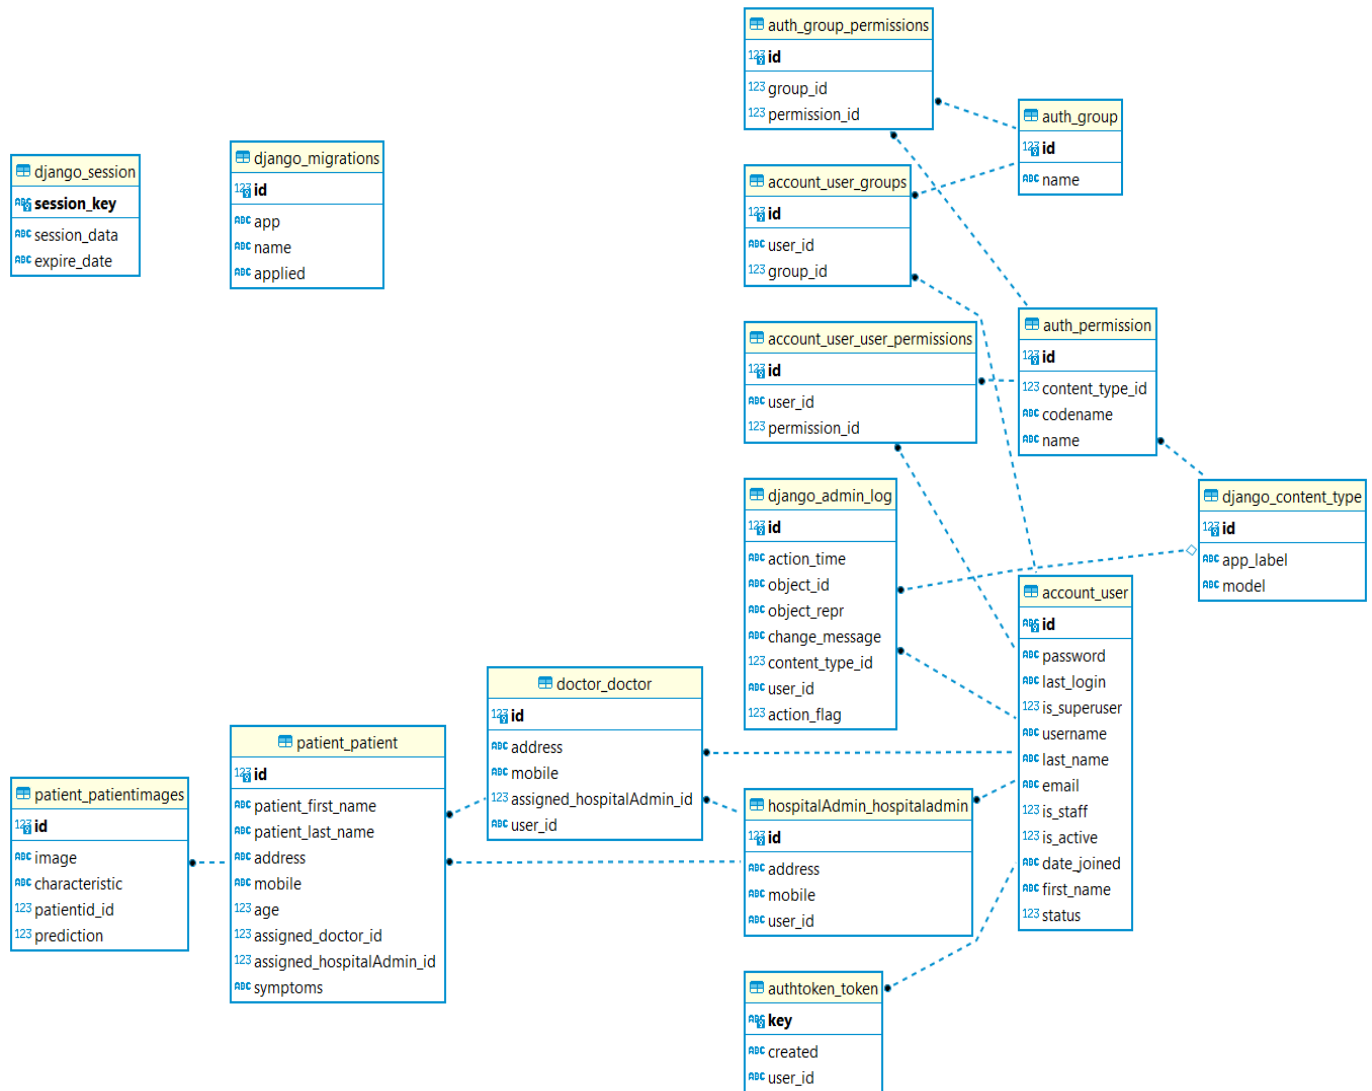 django_session
session_key
session_data
expire_date
django_migrations
id
app
name
applied
auth_group_permissions
id
group_id
permission_id
auth_group
id
name
account_user_groups
id
user_id
group_id
auth_permission
id
content_type_id
codename
name
account_user_user_permissions
id
user_id
permission_id
django_content_type
id
app_label
model
django_admin_log
id
action_time
object_id
object_repr
change_message
content_type_id
user_id
action_flag
account_user
id
password
last_login
is_superuser
username
last_name
email
is_staff
is_active
date_joined
first_name
status
doctor_doctor
id
address
mobile
assigned_hospitalAdmin_id
user_id
patient_patient
id
patient_first_name
patient_last_name
address
mobile
age
assigned_doctor_id
assigned_hospitalAdmin_id
symptoms
patient_patientimages
id
image
characteristic
patientid_id
prediction
hospitalAdmin_hospitaladmin
id
address
mobile
user_id
authtoken_token
key
created
user_id